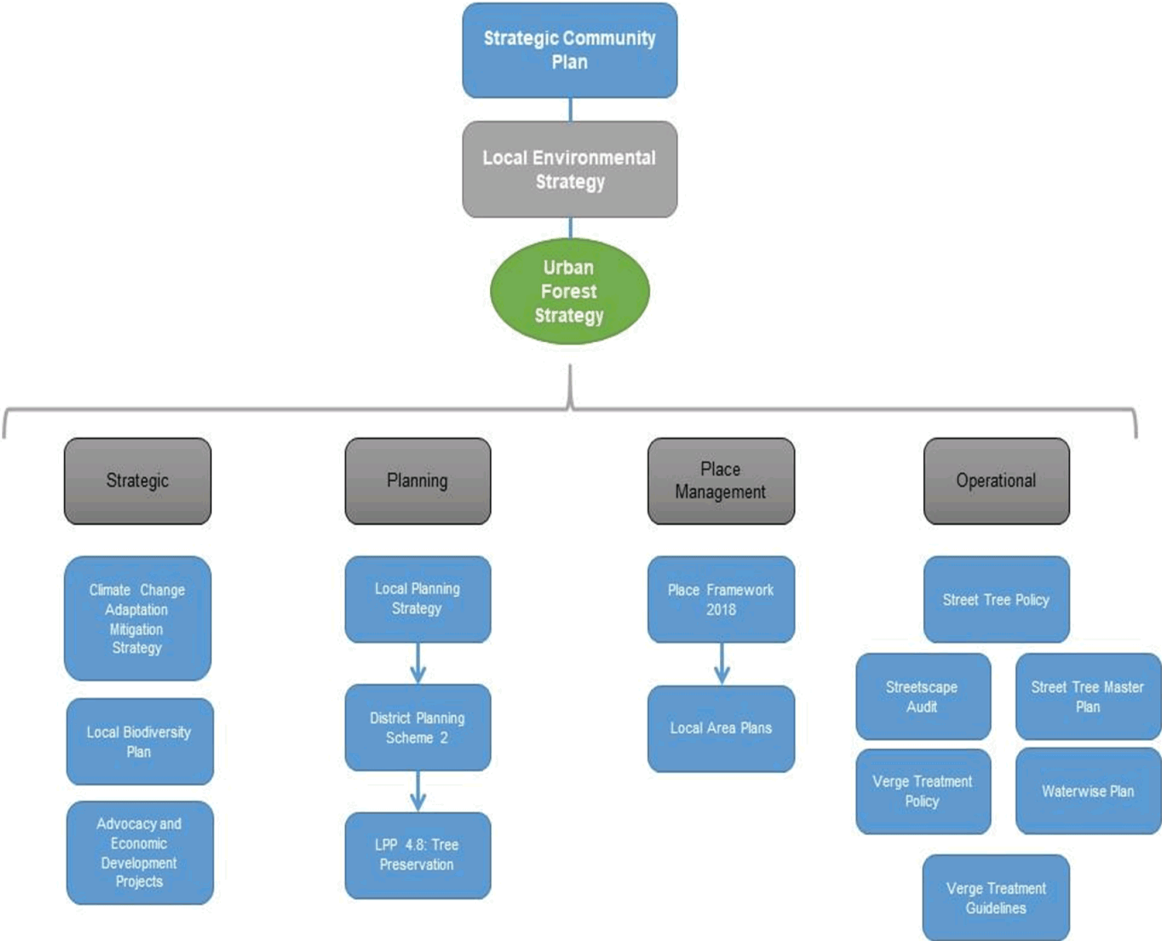 Strategic Community
Plan
Local Environmental
Strategy
Urban
Forest
Strategy
Strategic
Planning
Place
Management
Operational
Climate Change
Adaptation
Mitigation
Strategy
Local Biodiversity
Plan
Advocacy and
Economic
Development
Projects
Local Planning
Strategy
District Planning
Scheme 2
LPP 4.8: Tree
Preservation
Place Framework
2018
Local Area Plans
Street Tree Policy
Streetscape
Audit
Street Tree Master
Plan
Verge Treatment
Policy
Waterwise Plan
Verge Treatment
Guidelines